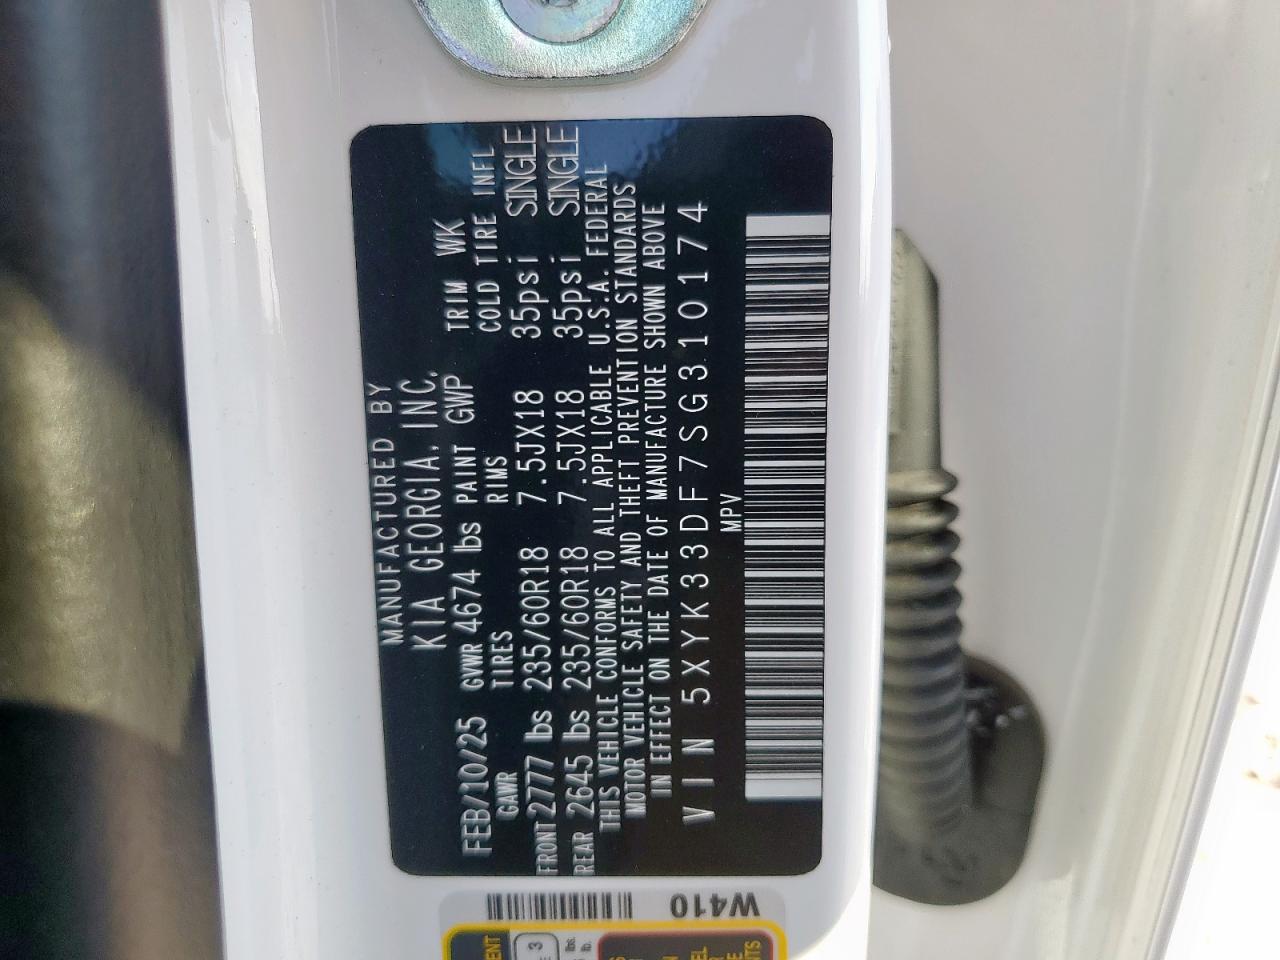 MANUFACTURED BY
KIA GEORGIA, INC.
FEB/10/25 GVWR 4674 lbs PAINT GWP TRIM WK
GAWR TIRES RIMS COLD TIRE INFL
FRONT 2777 lbs 235/60R18 7.5JX18 35psi SINGLE
REAR 2645 lbs 235/60R18 7.5JX18 35psi SINGLE
THIS VEHICLE CONFORMS TO ALL APPLICABLE U.S.A. FEDERAL
MOTOR VEHICLE SAFETY AND THEFT PREVENTION STANDARDS
IN EFFECT ON THE DATE OF MANUFACTURE SHOWN ABOVE
VIN 5XYK33DF7SG310174
MPV
W410
3
lbs.
lb.